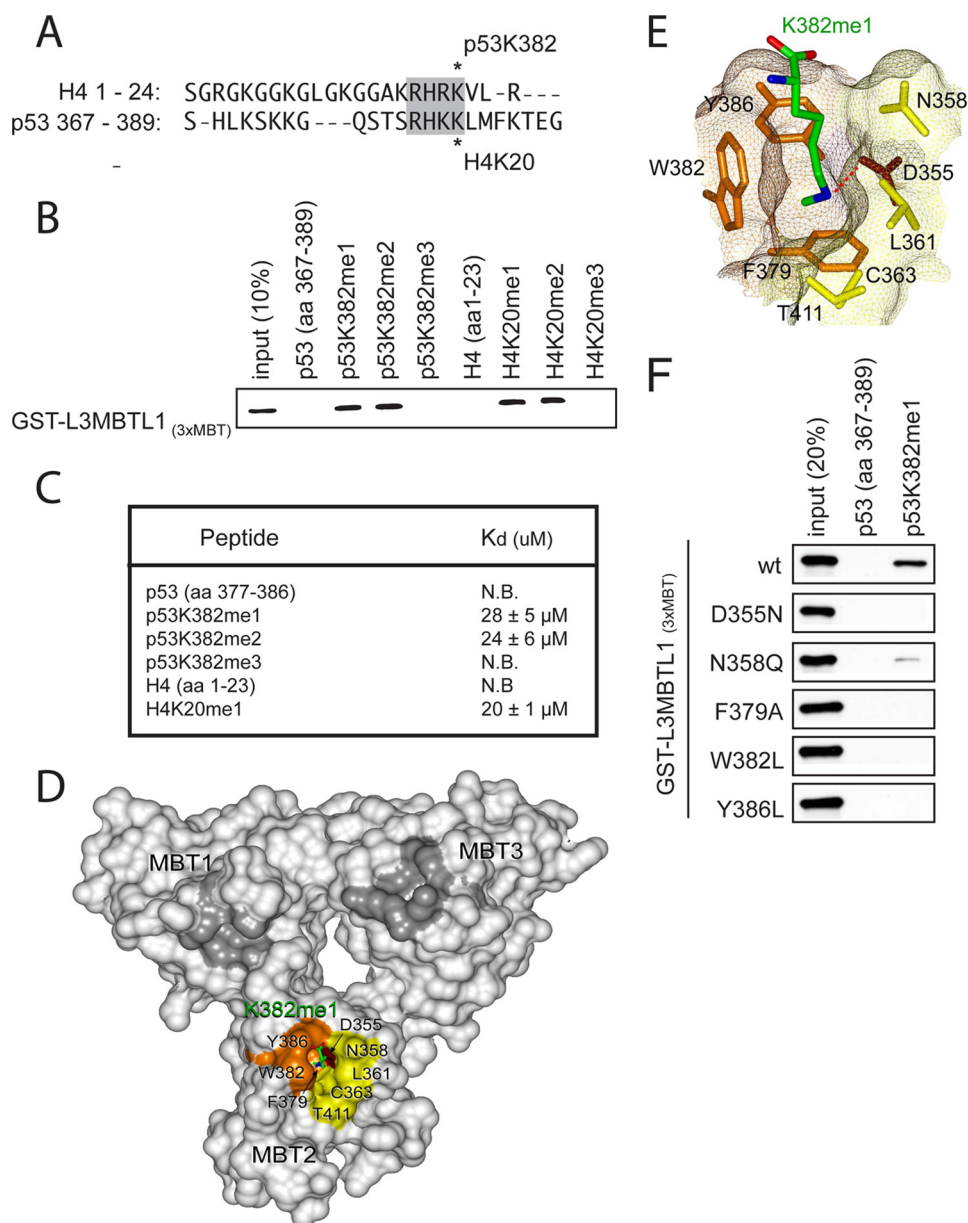 A
p53K382
*
H4 1 - 24: SGRGKGGKGLGKGGAKRHRKVL-R---
p53 367 - 389: S-HLKSKKG---QSTSRHKKLMFKTEG
*
– H4K20
B
input (10%)
p53 (aa 367-389)
p53K382me1
p53K382me2
p53K382me3
H4 (aa1-23)
H4K20me1
H4K20me2
H4K20me3
GST-L3MBTL1 (3xMBT)
C
Peptide Kd (uM)
p53 (aa 377-386) N.B.
p53K382me1 28 ± 5 µM
p53K382me2 24 ± 6 µM
p53K382me3 N.B.
H4 (aa 1-23) N.B
H4K20me1 20 ± 1 µM
D
MBT1
MBT3
K382me1
Y386
D355
N358
W382
L361
F379
C363
T411
MBT2
E
K382me1
Y386
N358
W382
D355
L361
F379
C363
T411
F
input (20%)
p53 (aa 367-389)
p53K382me1
GST-L3MBTL1 (3xMBT)
wt
D355N
N358Q
F379A
W382L
Y386L